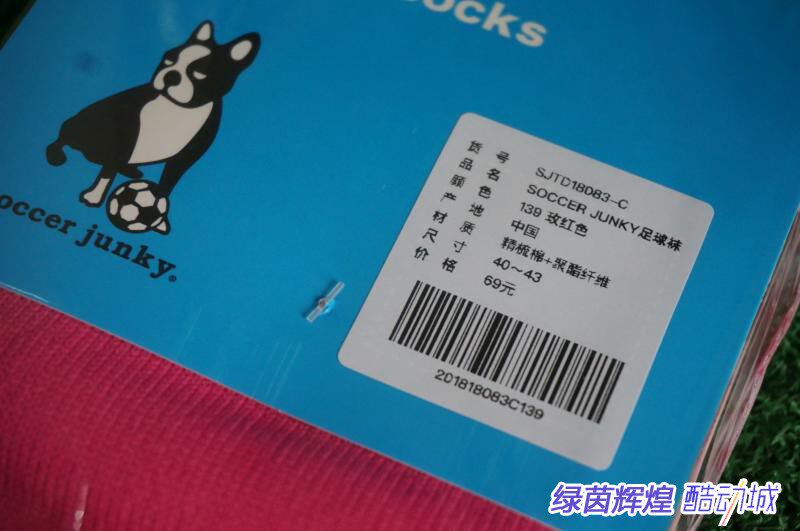 socks
soccer junky®
货号 SJTD18083-C
品名 SOCCER JUNKY足球袜
颜色 139 玫红色
产地 中国
材质 精梳棉+聚酯纤维
尺寸 40~43
价格 69元
201818083C139
绿茵辉煌 酷动城